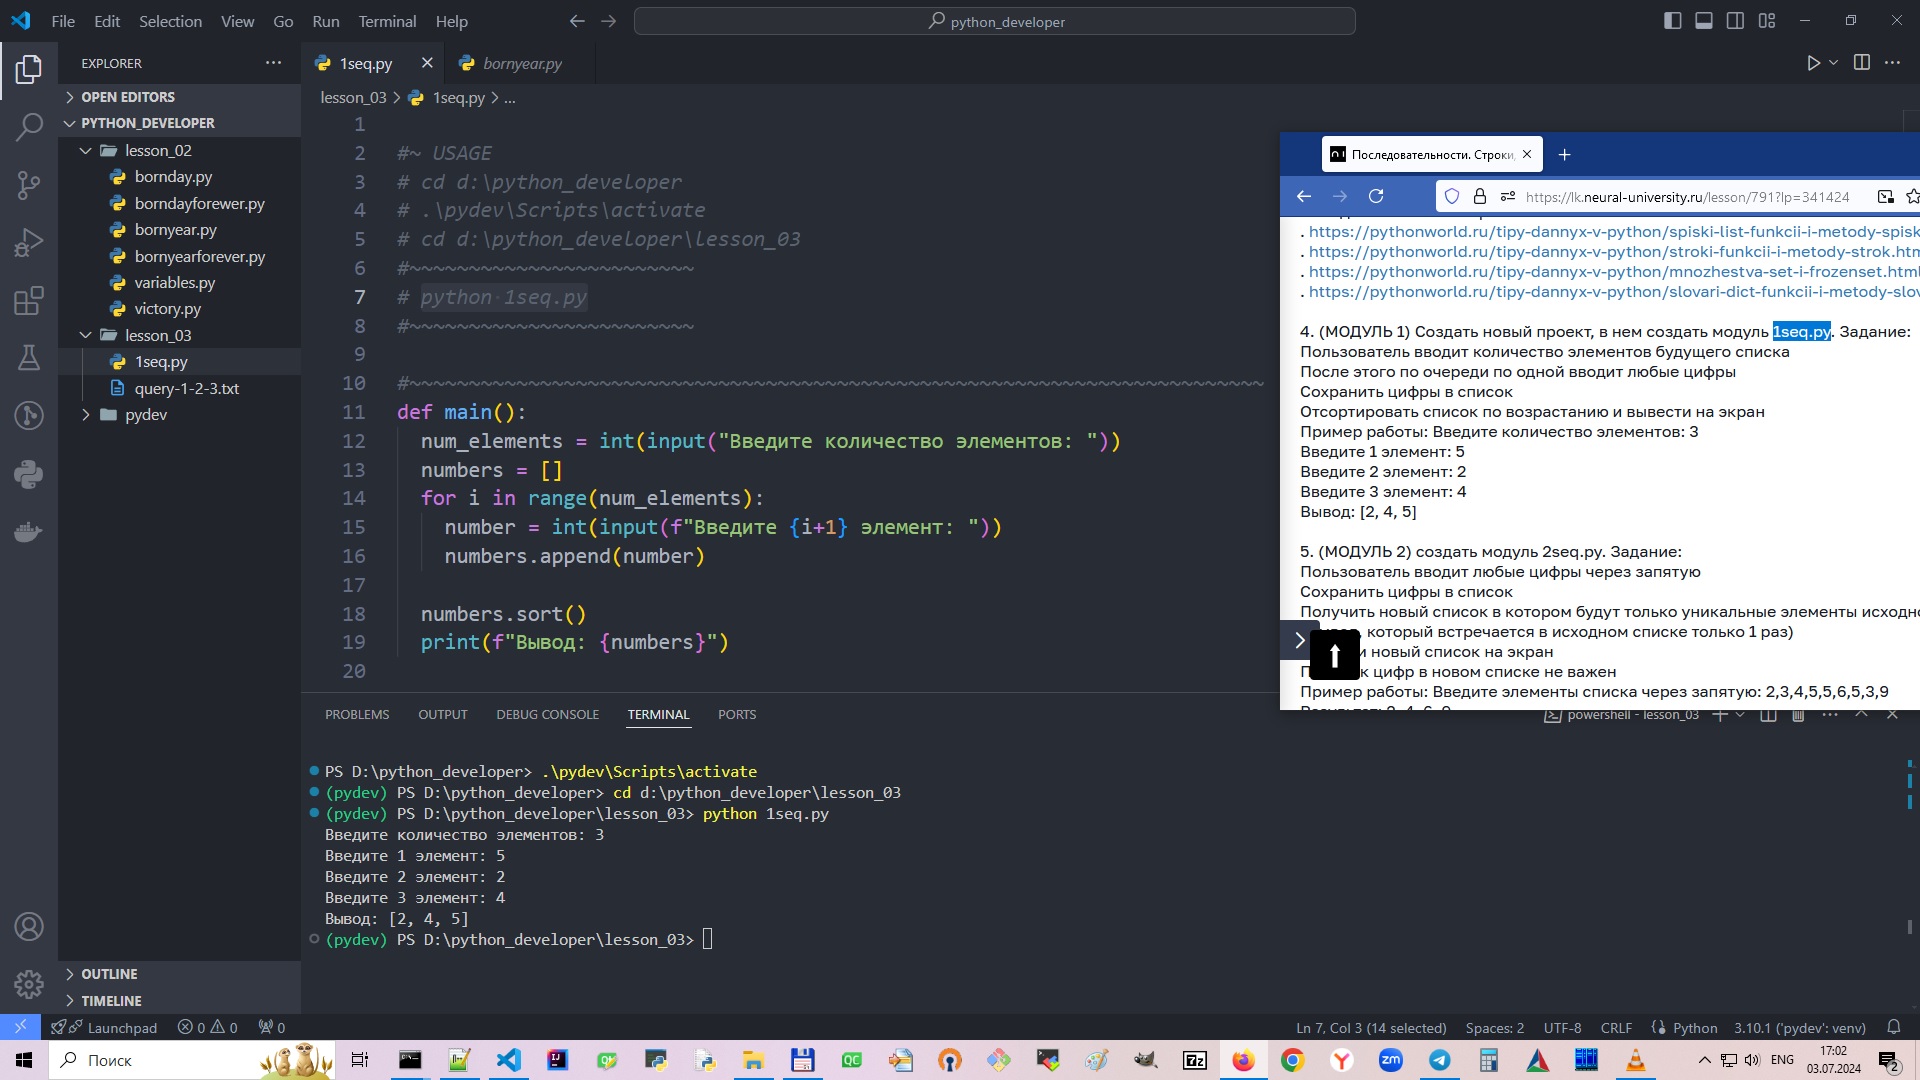 File Edit Selection View Go Run Terminal Help
python_developer
EXPLORER
OPEN EDITORS
PYTHON_DEVELOPER
lesson_02
bornday.py
borndayforewer.py
bornyear.py
bornyearforever.py
variables.py
victory.py
lesson_03
1seq.py
query-1-2-3.txt
pydev
OUTLINE
TIMELINE
1seq.py
bornyear.py
lesson_03 > 1seq.py > ...
1
2 #~ USAGE
3 # cd d:\python_developer
4 # .\pydev\Scripts\activate
5 # cd d:\python_developer\lesson_03
6 #~~~~~~~~~~~~~~~~~~~~~~~~
7 # python 1seq.py
8 #~~~~~~~~~~~~~~~~~~~~~~~~
9
10 #~~~~~~~~~~~~~~~~~~~~~~~~~~~~~~~~~~~~~~~~~~~~~~~~~~~~~~~~~~~~~~~~~~~~~~~~
11 def main():
12 num_elements = int(input("Введите количество элементов: "))
13 numbers = []
14 for i in range(num_elements):
15 number = int(input(f"Введите {i+1} элемент: "))
16 numbers.append(number)
17
18 numbers.sort()
19 print(f"Вывод: {numbers}")
20
Последовательности. Строки,
https://lk.neural-university.ru/lesson/791?lp=341424
. https://pythonworld.ru/tipy-dannyx-v-python/spiski-list-funkcii-i-metody-spisk
. https://pythonworld.ru/tipy-dannyx-v-python/stroki-funkcii-i-metody-strok.htm
. https://pythonworld.ru/tipy-dannyx-v-python/mnozhestva-set-i-frozenset.html
. https://pythonworld.ru/tipy-dannyx-v-python/slovari-dict-funkcii-i-metody-slov
4. (МОДУЛЬ 1) Создать новый проект, в нем создать модуль 1seq.py. Задание:
Пользователь вводит количество элементов будущего списка
После этого по очереди по одной вводит любые цифры
Сохранить цифры в список
Отсортировать список по возрастанию и вывести на экран
Пример работы: Введите количество элементов: 3
Введите 1 элемент: 5
Введите 2 элемент: 2
Введите 3 элемент: 4
Вывод: [2, 4, 5]
5. (МОДУЛЬ 2) создать модуль 2seq.py. Задание:
Пользователь вводит любые цифры через запятую
Сохранить цифры в список
Получить новый список в котором будут только уникальные элементы исходно
который встречается в исходном списке только 1 раз)
новый список на экран
цифр в новом списке не важен
Пример работы: Введите элементы списка через запятую: 2,3,4,5,5,6,5,3,9
PROBLEMS OUTPUT DEBUG CONSOLE TERMINAL PORTS
powershell - lesson_03
PS D:\python_developer> .\pydev\Scripts\activate
(pydev) PS D:\python_developer> cd d:\python_developer\lesson_03
(pydev) PS D:\python_developer\lesson_03> python 1seq.py
Введите количество элементов: 3
Введите 1 элемент: 5
Введите 2 элемент: 2
Введите 3 элемент: 4
Вывод: [2, 4, 5]
(pydev) PS D:\python_developer\lesson_03>
Launchpad 0 0 0
Ln 7, Col 3 (14 selected) Spaces: 2 UTF-8 CRLF Python 3.10.1 ('pydev': venv)
Поиск
ENG
17:02
03.07.2024
2